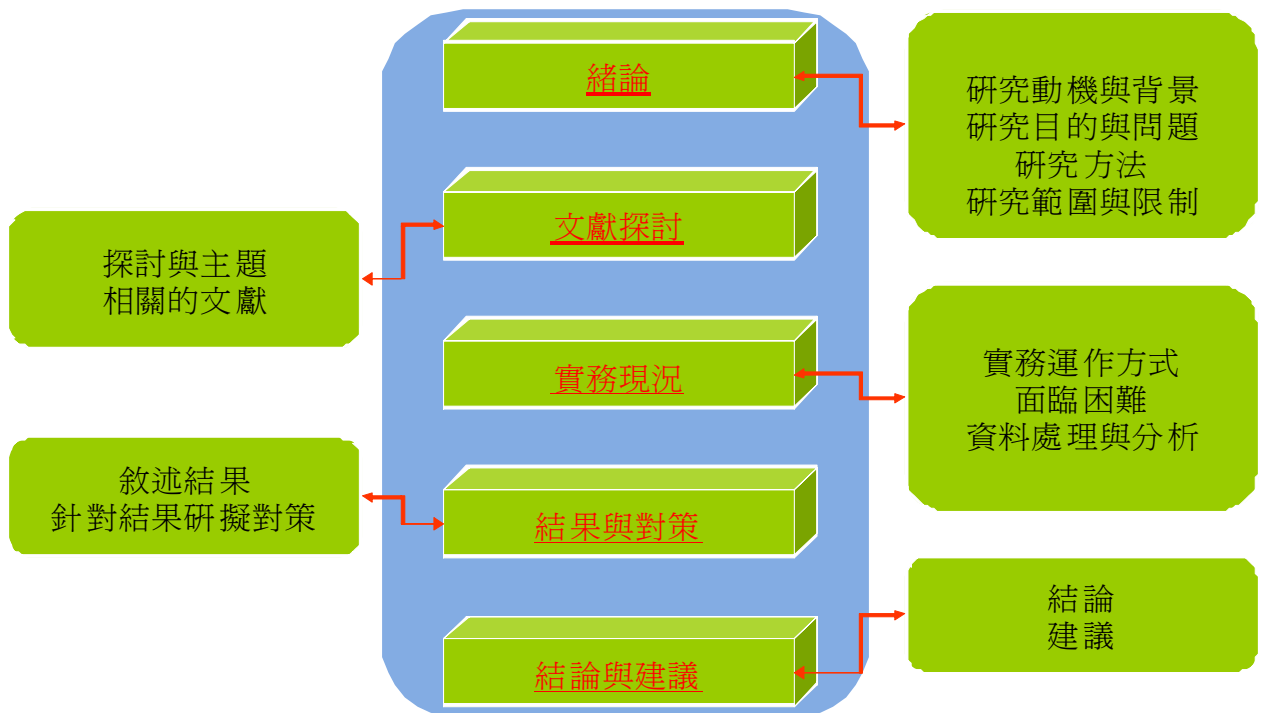 緒論
研究動機與背景
研究目的與問題
研究方法
研究範圍與限制
文獻探討
探討與主題
相關的文獻
實務現況
實務運作方式
面臨困難
資料處理與分析
結果與對策
敘述結果
針對結果研擬對策
結論與建議
結論
建議